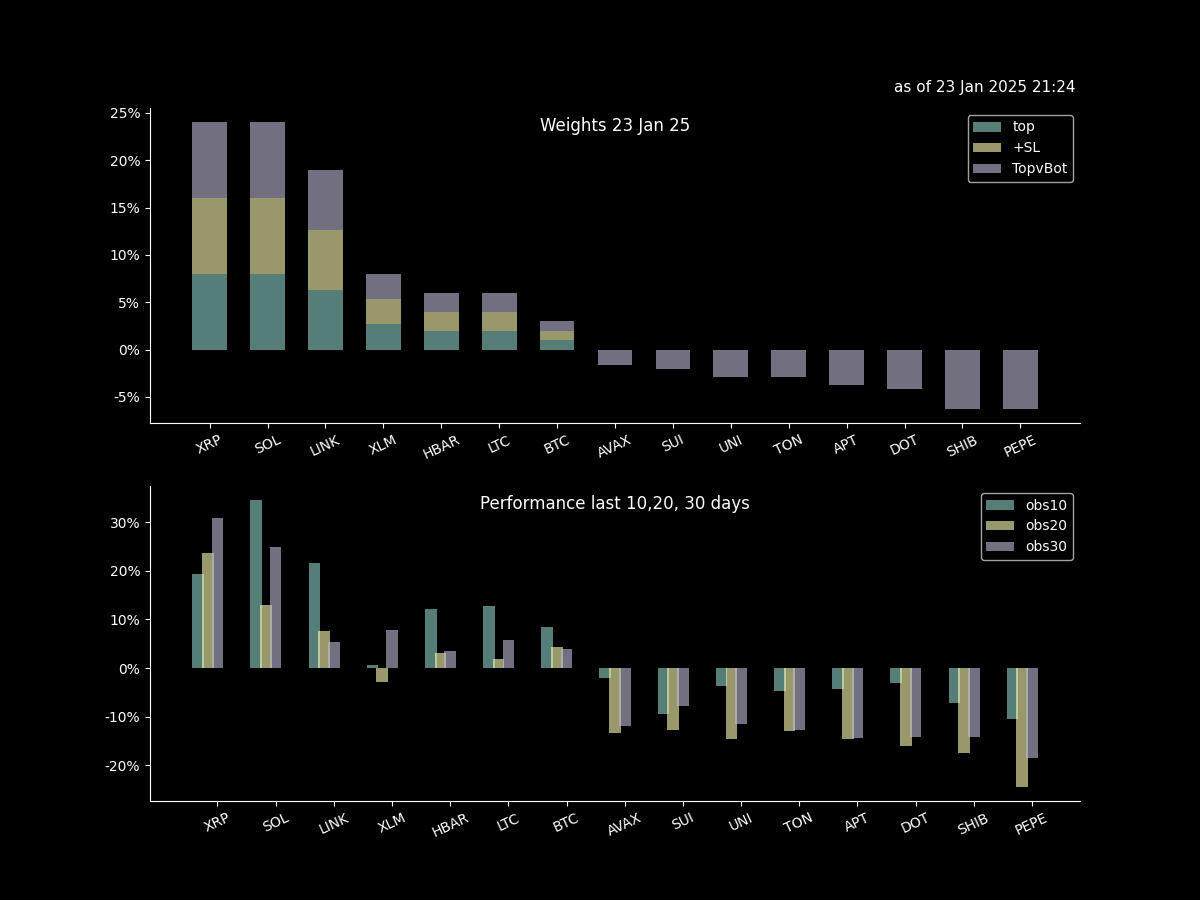 as of 23 Jan 2025 21:24
Weights 23 Jan 25
top
+SL
TopvBot
25%
20%
15%
10%
5%
0%
-5%
XRP SOL LINK XLM HBAR LTC BTC AVAX SUI UNI TON APT DOT SHIB PEPE
Performance last 10,20, 30 days
obs10
obs20
obs30
30%
20%
10%
0%
-10%
-20%
XRP SOL LINK XLM HBAR LTC BTC AVAX SUI UNI TON APT DOT SHIB PEPE